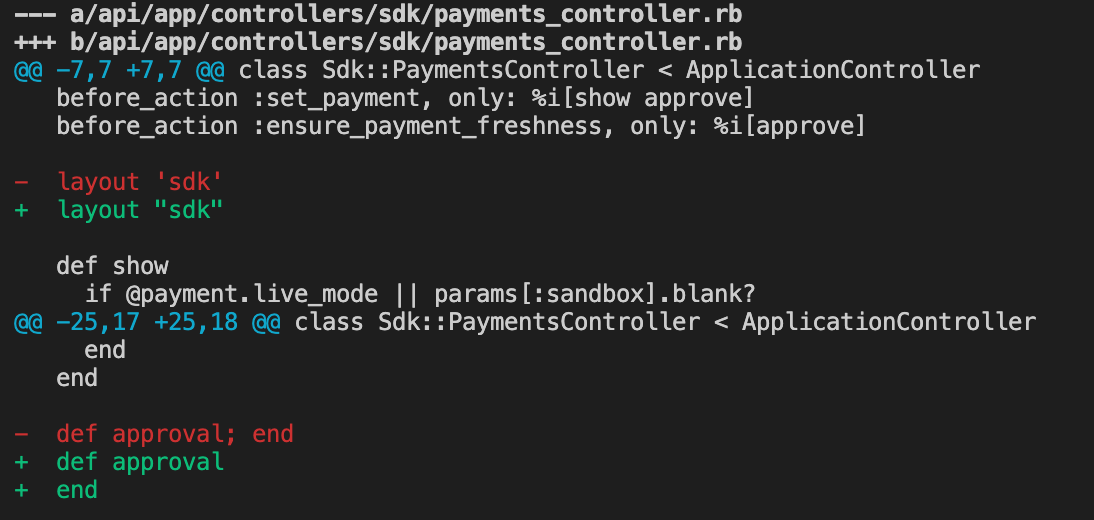 --- a/api/app/controllers/sdk/payments_controller.rb
+++ b/api/app/controllers/sdk/payments_controller.rb
@@ -7,7 +7,7 @@ class Sdk::PaymentsController < ApplicationController
   before_action :set_payment, only: %i[show approve]
   before_action :ensure_payment_freshness, only: %i[approve]
-  layout 'sdk'
+  layout "sdk"
   def show
     if @payment.live_mode || params[:sandbox].blank?
@@ -25,17 +25,18 @@ class Sdk::PaymentsController < ApplicationController
     end
   end
-  def approval; end
+  def approval
+  end